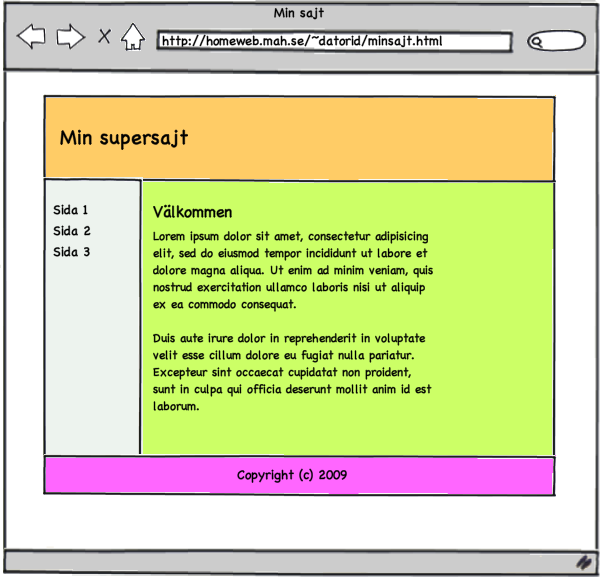 Min sajt
http://homeweb.mah.se/~datorid/minsajt.html
Min supersajt
Sida 1
Sida 2
Sida 3
Välkommen
Lorem ipsum dolor sit amet, consectetur adipisicing
elit, sed do eiusmod tempor incididunt ut labore et
dolore magna aliqua. Ut enim ad minim veniam, quis
nostrud exercitation ullamco laboris nisi ut aliquip
ex ea commodo consequat.
Duis aute irure dolor in reprehenderit in voluptate
velit esse cillum dolore eu fugiat nulla pariatur.
Excepteur sint occaecat cupidatat non proident,
sunt in culpa qui officia deserunt mollit anim id est
laborum.
Copyright (c) 2009